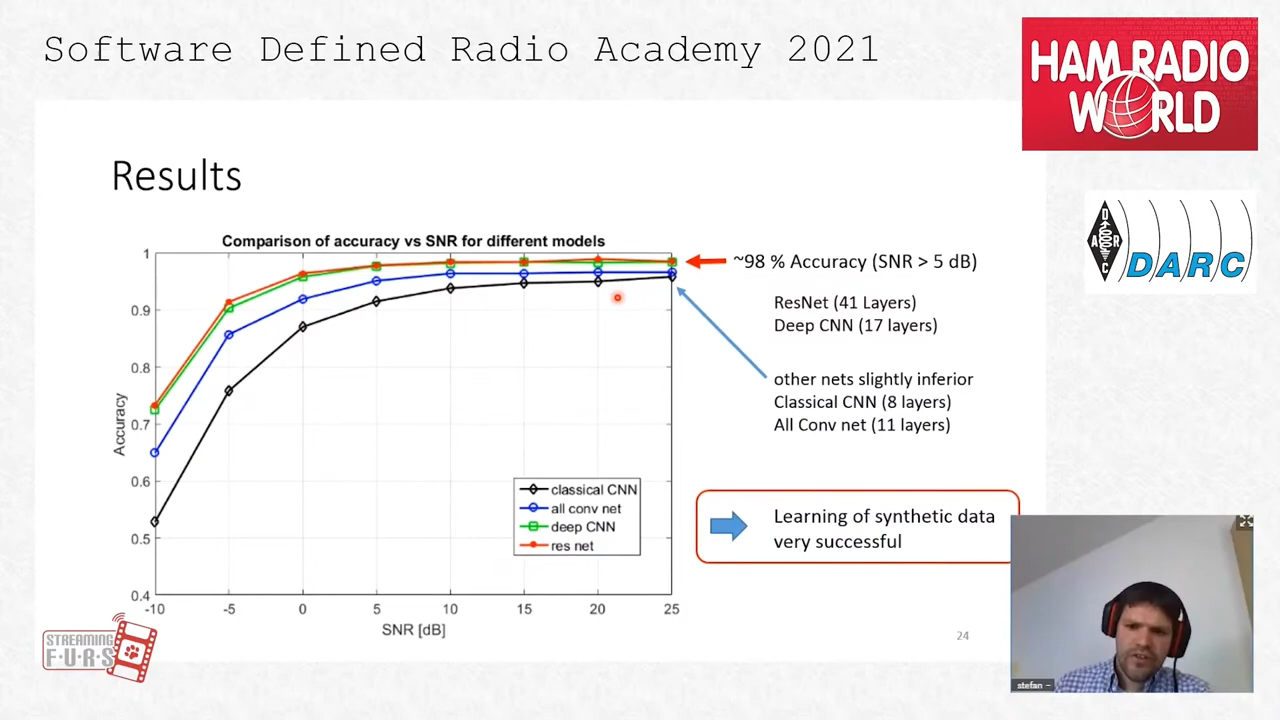 Software Defined Radio Academy 2021
HAM RADIO
WORLD
DARC
DARC
Results
Comparison of accuracy vs SNR for different models
1
0.9
0.8
0.7
0.6
0.5
0.4
Accuracy
-10 -5 0 5 10 15 20 25
SNR [dB]
classical CNN
all conv net
deep CNN
res net
~98 % Accuracy (SNR > 5 dB)
ResNet (41 Layers)
Deep CNN (17 layers)
other nets slightly inferior
Classical CNN (8 layers)
All Conv net (11 layers)
Learning of synthetic data
very successful
24
STREAMING
F·U·R·S
stefan ~